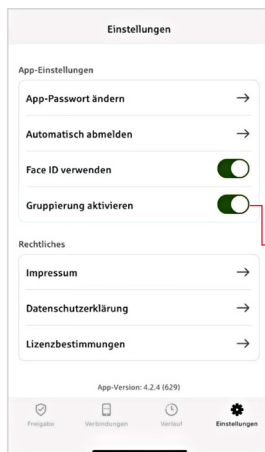 Einstellungen
App-Einstellungen
App-Passwort ändern
Automatisch abmelden
Face ID verwenden
Gruppierung aktivieren
Rechtliches
Impressum
Datenschutzerklärung
Lizenzbestimmungen
App-Version: 4.2.4 (629)
Freigabe Verbindungen Verlauf Einstellungen